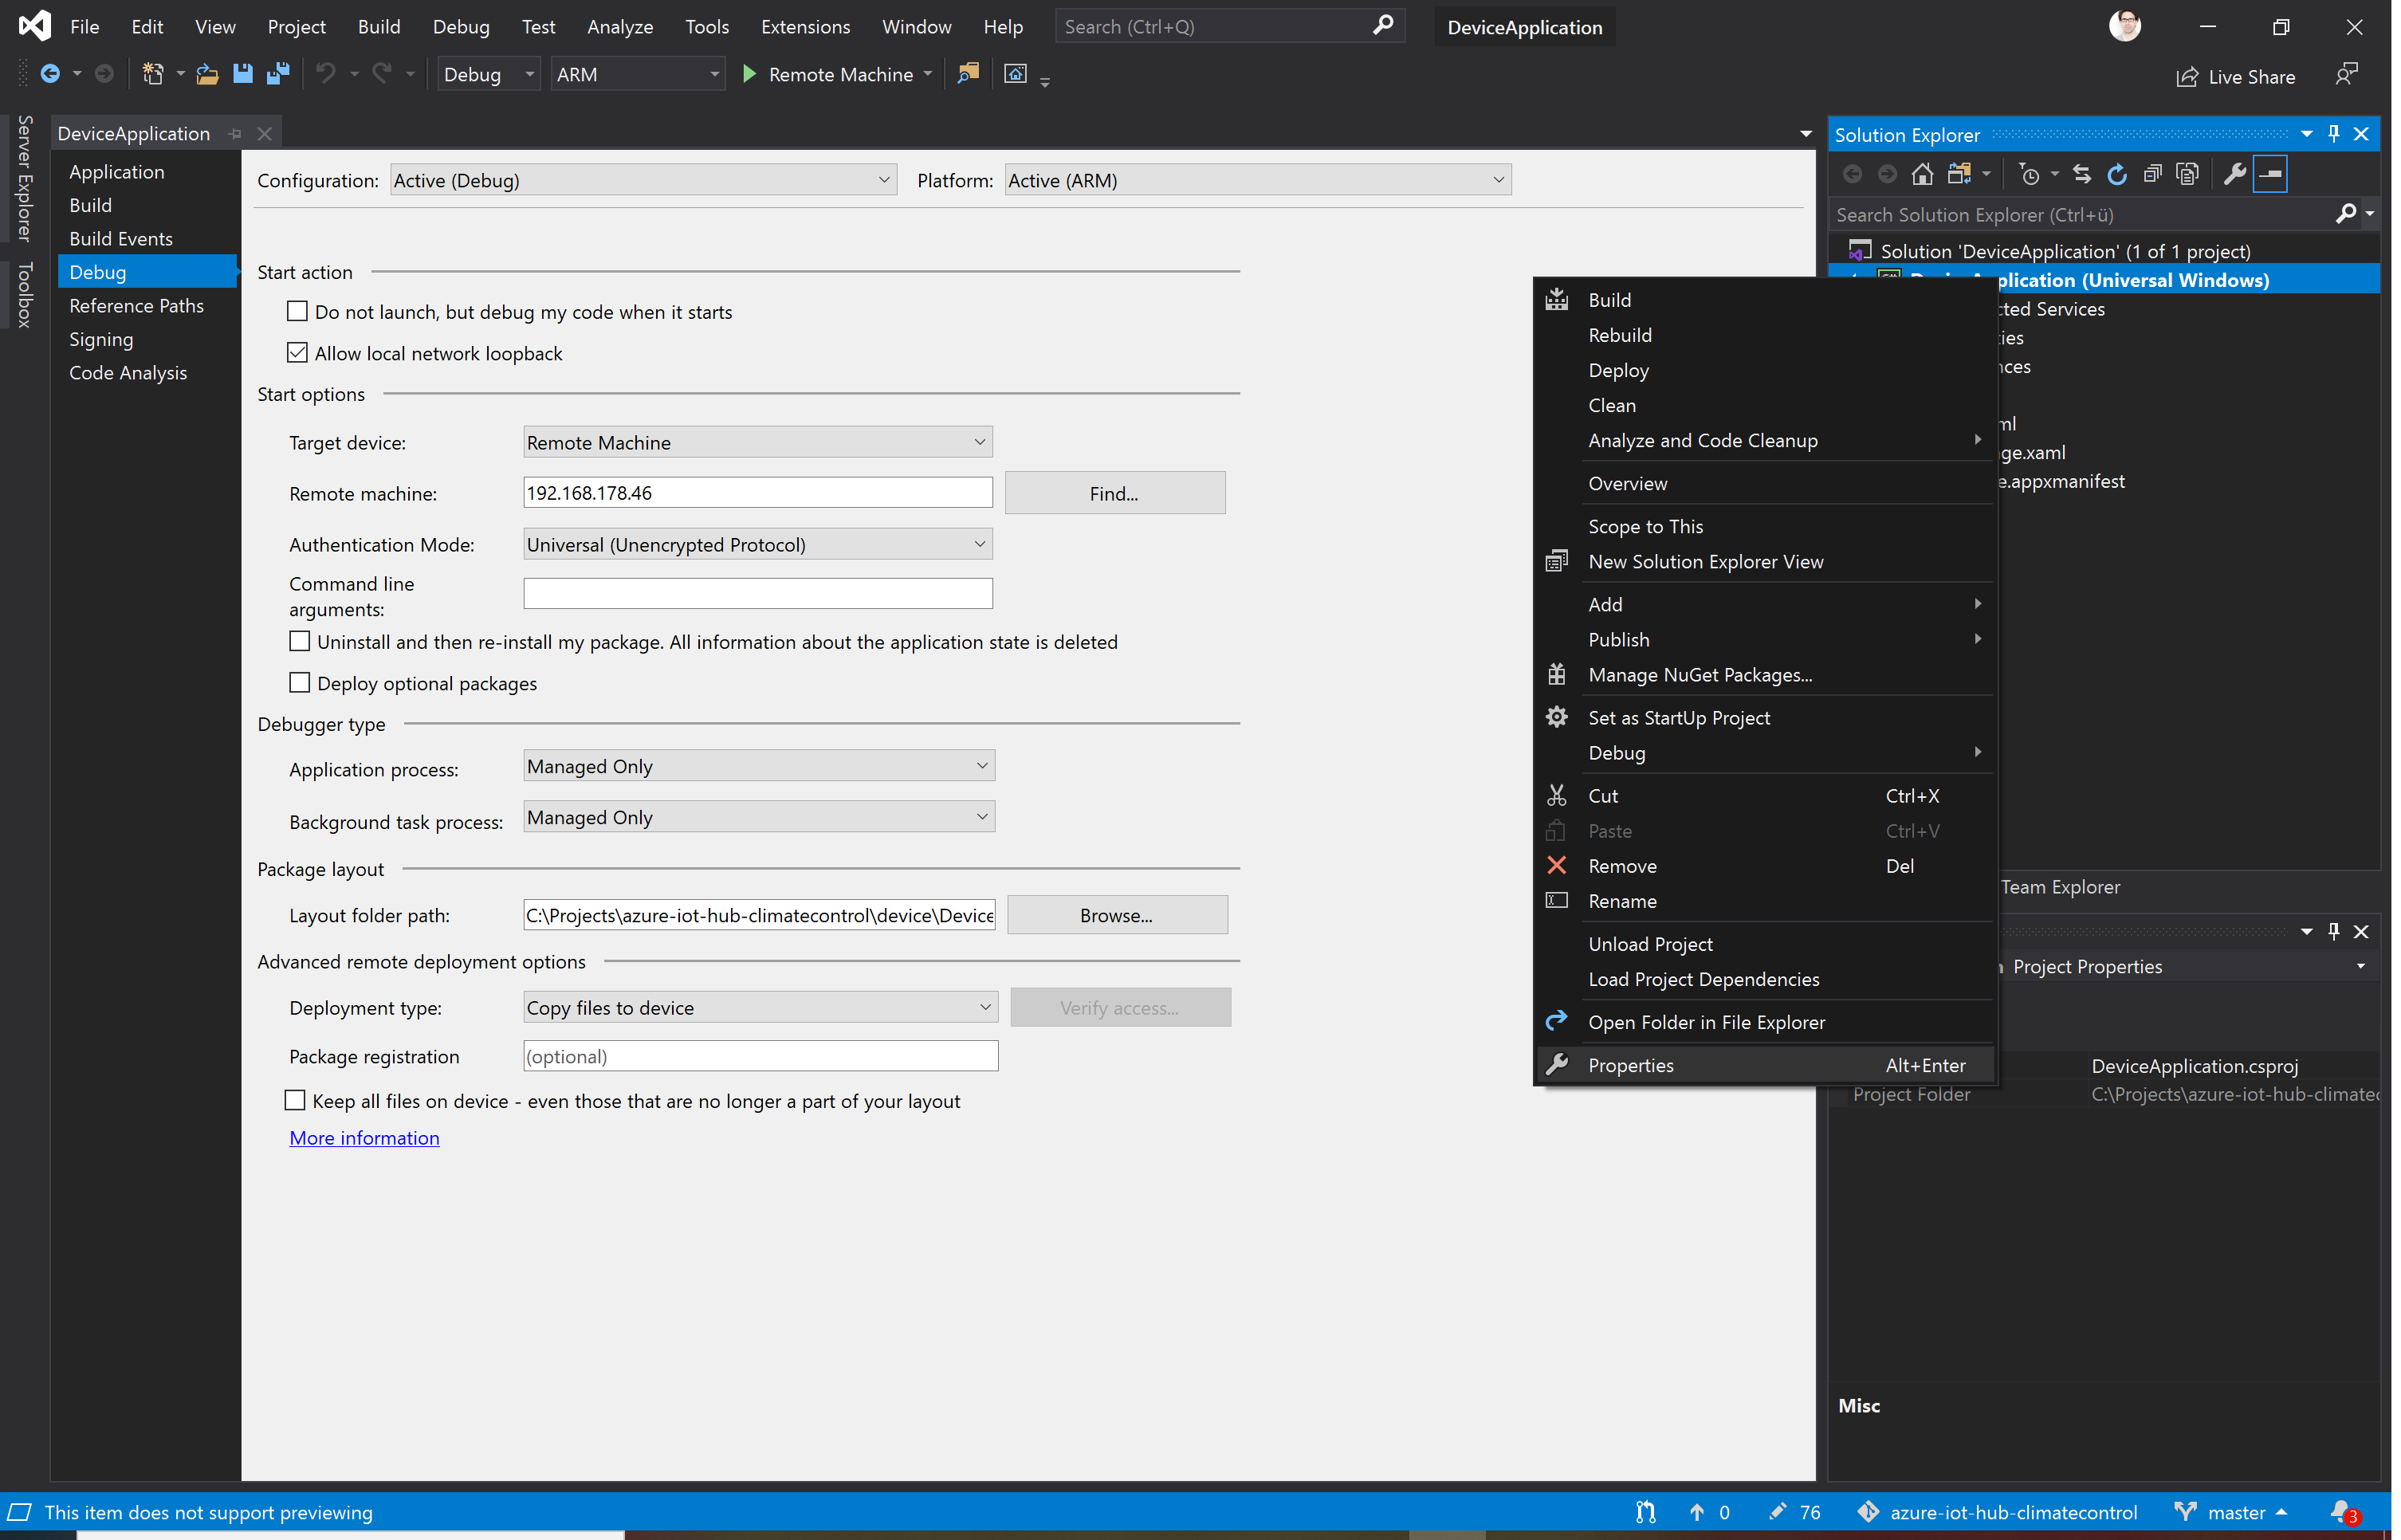 File Edit View Project Build Debug Test Analyze Tools Extensions Window Help Search (Ctrl+Q) DeviceApplication
Debug ARM Remote Machine Live Share
Server Explorer
Toolbox
DeviceApplication
Application
Build
Build Events
Debug
Reference Paths
Signing
Code Analysis
Configuration: Active (Debug) Platform: Active (ARM)
Start action
Do not launch, but debug my code when it starts
Allow local network loopback
Start options
Target device: Remote Machine
Remote machine: 192.168.178.46 Find...
Authentication Mode: Universal (Unencrypted Protocol)
Command line
arguments:
Uninstall and then re-install my package. All information about the application state is deleted
Deploy optional packages
Debugger type
Application process: Managed Only
Background task process: Managed Only
Package layout
Layout folder path: C:\Projects\azure-iot-hub-climatecontrol\device\Device Browse...
Advanced remote deployment options
Deployment type: Copy files to device Verify access...
Package registration (optional)
Keep all files on device - even those that are no longer a part of your layout
More information
Build
Rebuild
Deploy
Clean
Analyze and Code Cleanup
Overview
Scope to This
New Solution Explorer View
Add
Publish
Manage NuGet Packages...
Set as StartUp Project
Debug
Cut Ctrl+X
Paste Ctrl+V
Remove Del
Rename
Unload Project
Load Project Dependencies
Open Folder in File Explorer
Properties Alt+Enter
Solution Explorer
Search Solution Explorer (Ctrl+ü)
Solution 'DeviceApplication' (1 of 1 project)
plication (Universal Windows)
cted Services
ties
nces
ml
ge.xaml
e.appxmanifest
Team Explorer
Project Properties
DeviceApplication.csproj
Project Folder C:\Projects\azure-iot-hub-climatec
Misc
This item does not support previewing 0 76 azure-iot-hub-climatecontrol master 3